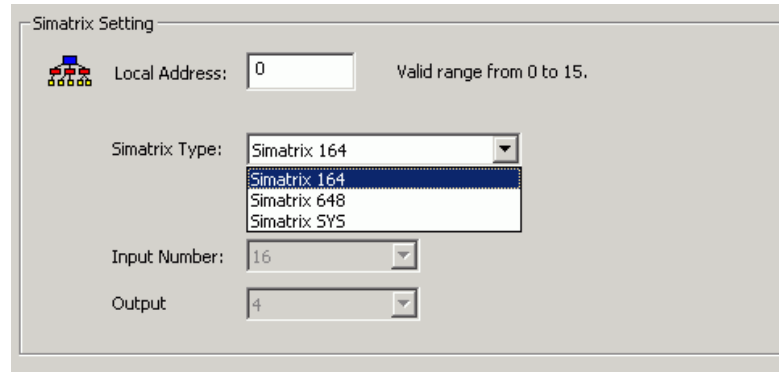 Simatrix Setting
Local Address: 0 Valid range from 0 to 15.
Simatrix Type: Simatrix 164
Simatrix 164
Simatrix 648
Simatrix SYS
Input Number: 16
Output 4